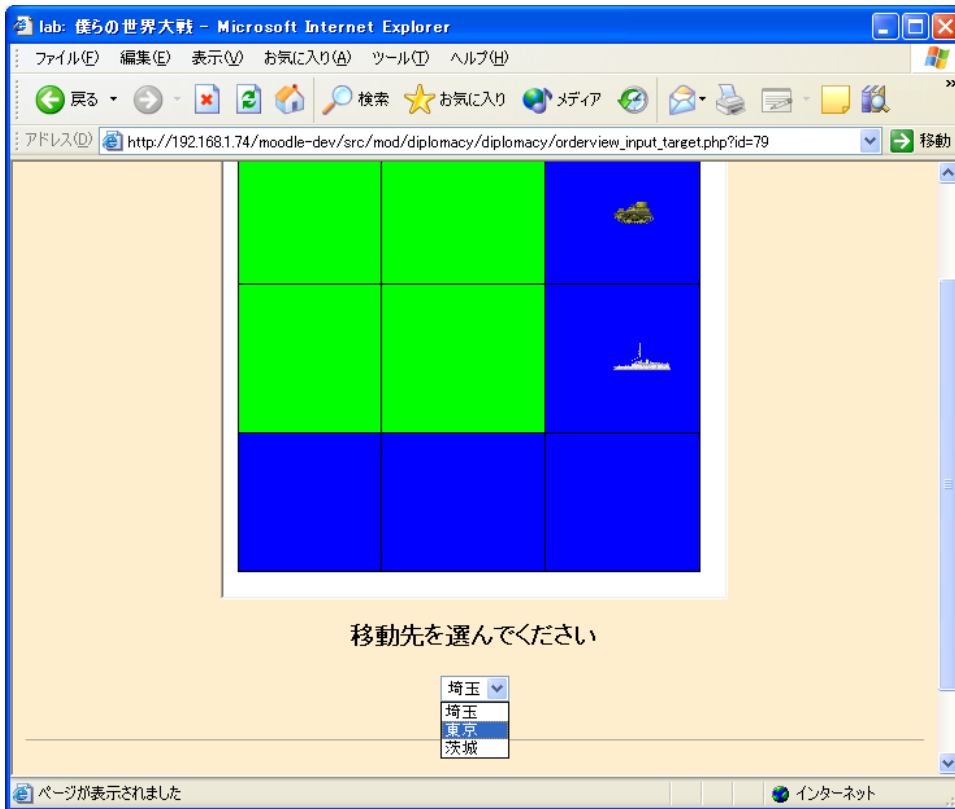 lab: 僕らの世界大戦 - Microsoft Internet Explorer
ファイル(F) 編集(E) 表示(V) お気に入り(A) ツール(T) ヘルプ(H)
戻る 検索 お気に入り メディア »
アドレス(D) http://192.168.1.74/moodle-dev/src/mod/diplomacy/diplomacy/orderview_input_target.php?id=79 移動
移動先を選んでください
埼玉
埼玉
東京
茨城
ページが表示されました インターネット